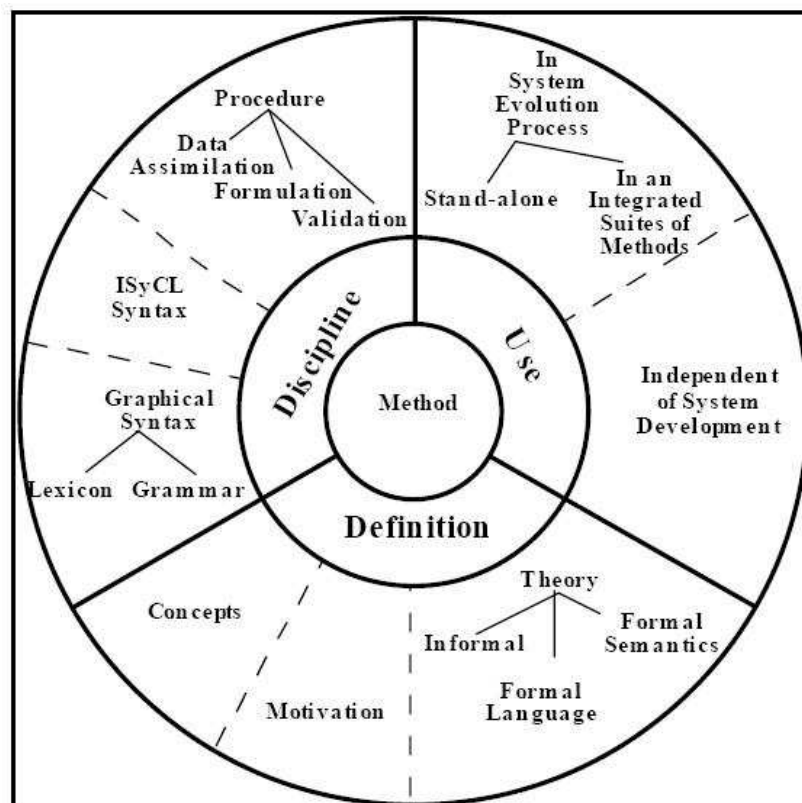 In
System
Evolution
Process
Stand-alone
In an
Integrated
Suites of
Methods
Procedure
Data
Assimilation
Formulation
Validation
ISyCL
Syntax
Discipline
Use
Method
Independent
of System
Development
Graphical
Syntax
Lexicon
Grammar
Definition
Concepts
Motivation
Theory
Informal
Formal
Semantics
Formal
Language